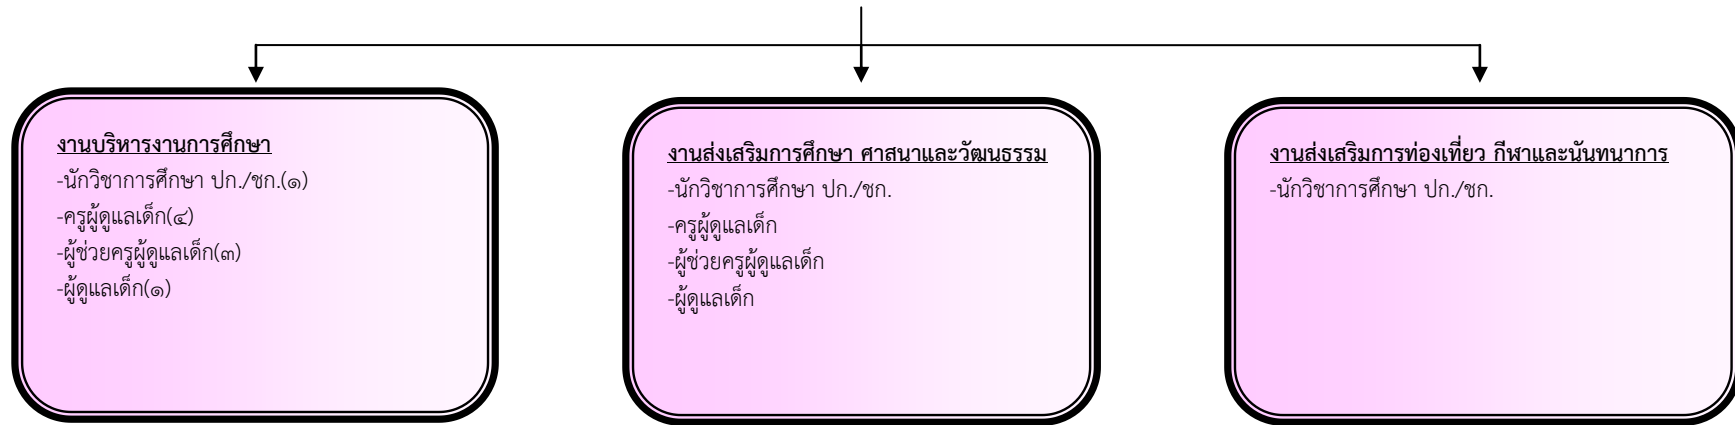 งานบริหารงานการศึกษา
-นักวิชาการศึกษา ปก./ชก.(๑)
-ครูผู้ดูแลเด็ก(๔)
-ผู้ช่วยครูผู้ดูแลเด็ก(๓)
-ผู้ดูแลเด็ก(๑)
งานส่งเสริมการศึกษา ศาสนาและวัฒนธรรม
-นักวิชาการศึกษา ปก./ชก.
-ครูผู้ดูแลเด็ก
-ผู้ช่วยครูผู้ดูแลเด็ก
-ผู้ดูแลเด็ก
งานส่งเสริมการท่องเที่ยว กีฬาและนันทนาการ
-นักวิชาการศึกษา ปก./ชก.